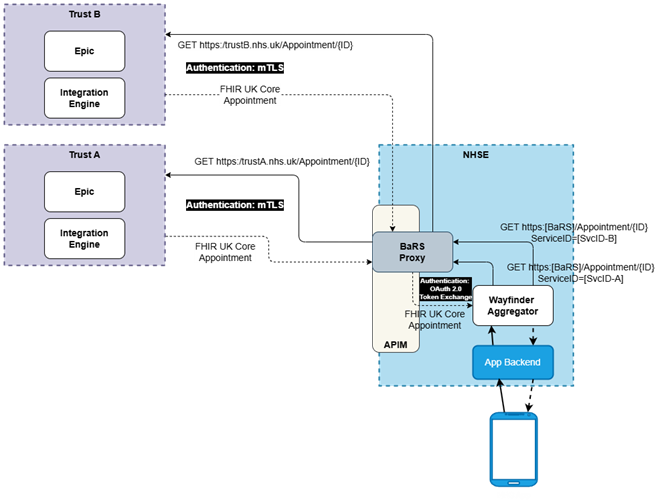 Trust B
Epic
Integration
Engine
GET https:/trustB.nhs.uk/Appointment/{ID}
Authentication: mTLS
FHIR UK Core
Appointment
Trust A
Epic
Integration
Engine
GET https:/trustA.nhs.uk/Appointment/{ID}
Authentication: mTLS
FHIR UK Core
Appointment
NHSE
BaRS
Proxy
GET https:[BaRS]/Appointment/{ID}
ServiceID=[SvcID-B]
GET https:[BaRS]/Appointment/{ID}
ServiceID=[SvcID-A]
Authentication:
OAuth 2.0
Token Exchange
FHIR UK Core
Appointment
Wayfinder
Aggregator
APIM
App Backend